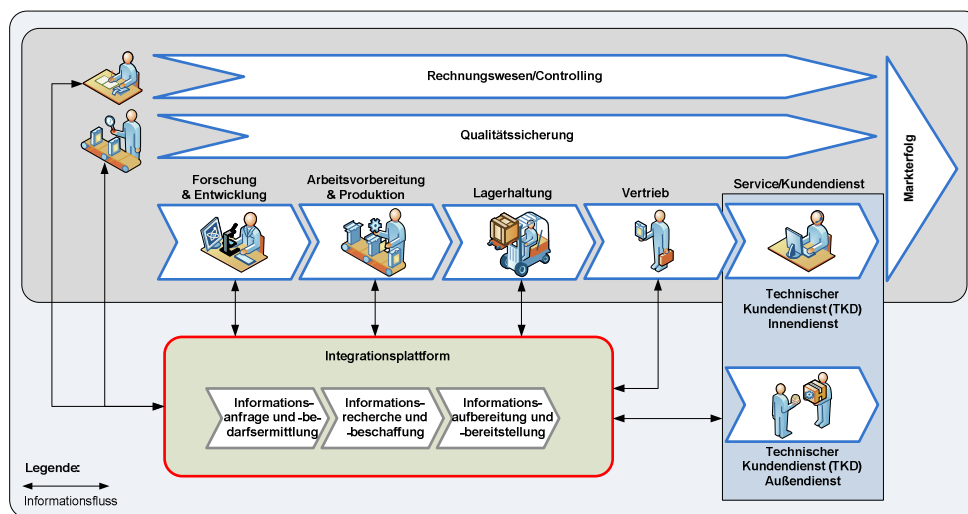 Rechnungswesen/Controlling
Qualitätssicherung
Markterfolg
Forschung
& Entwicklung
Arbeitsvorbereitung
& Produktion
Lagerhaltung
Vertrieb
Service/Kundendienst
Technischer
Kundendienst (TKD)
Innendienst
Integrationsplattform
Informations-
anfrage und -be-
darfsermittlung
Informations-
recherche und
-beschaffung
Informations-
aufbereitung und
-bereitstellung
Technischer
Kundendienst (TKD)
Außendienst
Legende:
Informationsfluss